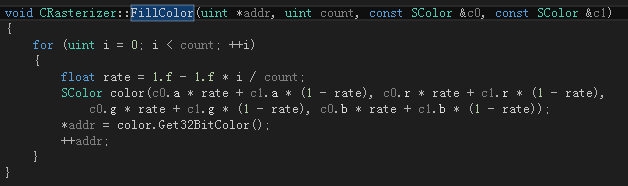 void CRasterizer::FillColor(uint *addr, uint count, const SColor &c0, const SColor &c1)
{
    for (uint i = 0; i < count; ++i)
    {
        float rate = 1.f - 1.f * i / count;
        SColor color(c0.a * rate + c1.a * (1 - rate), c0.r * rate + c1.r * (1 - rate),
            c0.g * rate + c1.g * (1 - rate), c0.b * rate + c1.b * (1 - rate));
        *addr = color.Get32BitColor();
        ++addr;
    }
}